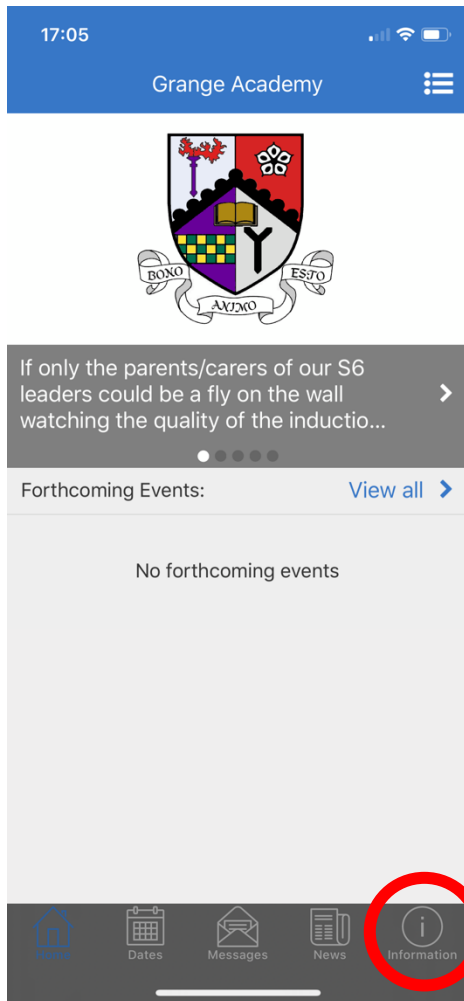 17:05
Grange Academy
BONO
ANIMO
ESTO
If only the parents/carers of our S6
leaders could be a fly on the wall
watching the quality of the inductio...
Forthcoming Events:
View all
No forthcoming events
Home
Dates
Messages
News
Information